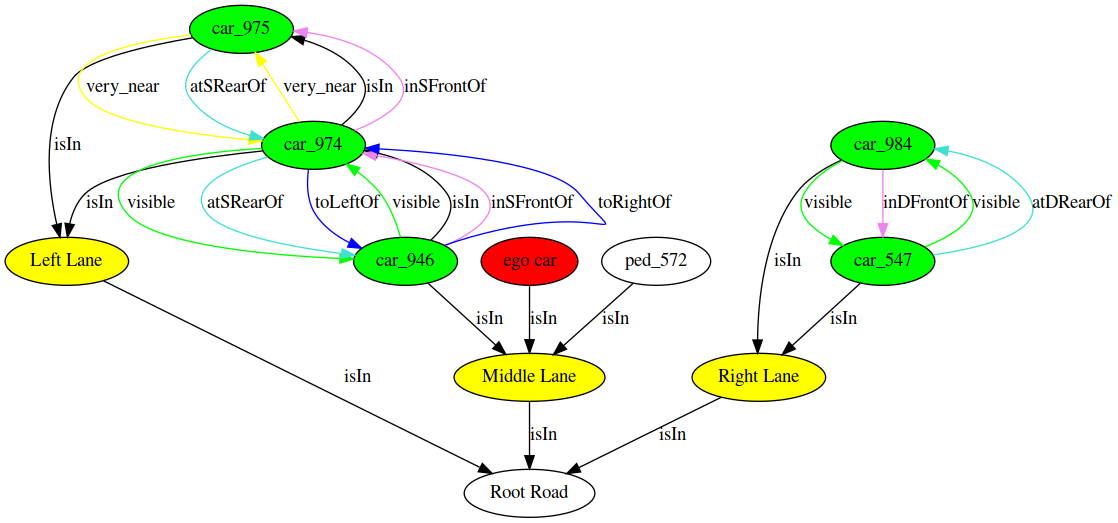 car_975
very_near
atSRearOf
very_near
isIn
inSFrontOf
isIn
car_974
car_984
isIn
visible
atSRearOf
toLeftOf
visible
isIn
inSFrontOf
toRightOf
visible
inDFrontOf
visible
atDRearOf
Left Lane
car_946
ego car
ped_572
isIn
car_547
isIn
isIn
isIn
isIn
isIn
Middle Lane
Right Lane
isIn
isIn
Root Road